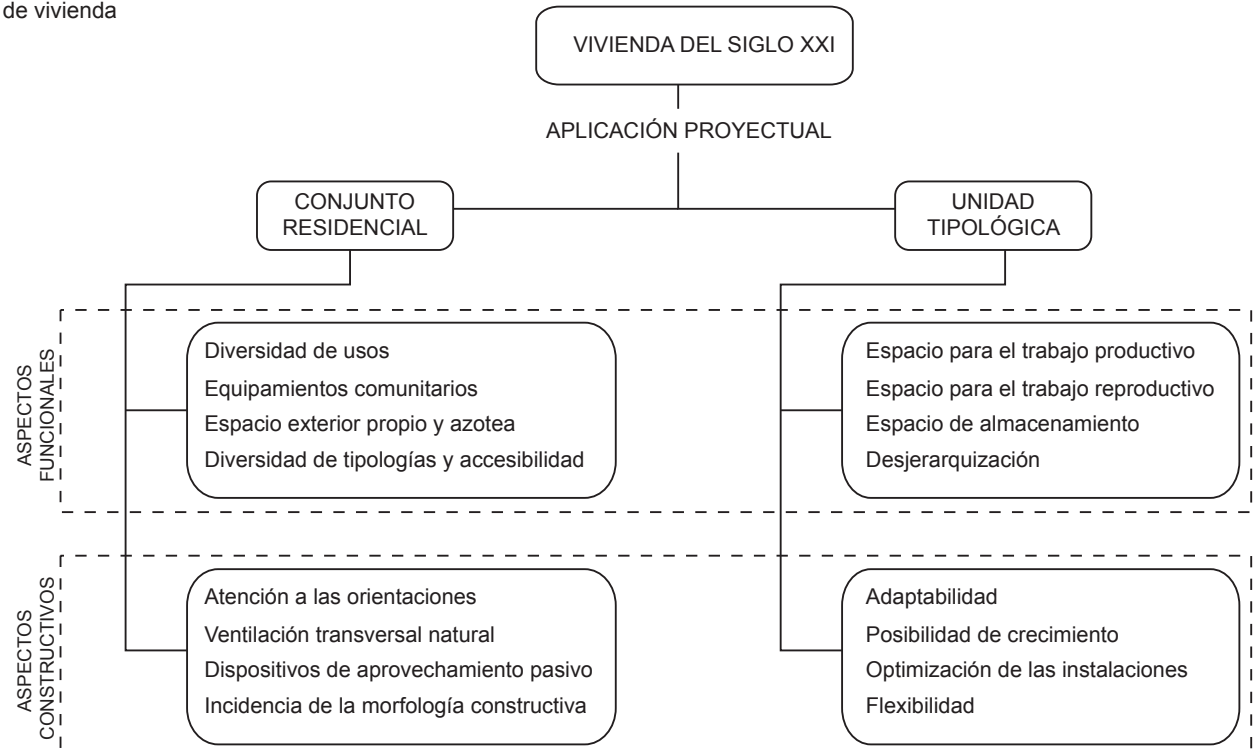 de vivienda
VIVIENDA DEL SIGLO XXI
APLICACIÓN PROYECTUAL
CONJUNTO
RESIDENCIAL
UNIDAD
TIPOLÓGICA
ASPECTOS
FUNCIONALES
Diversidad de usos
Equipamientos comunitarios
Espacio exterior propio y azotea
Diversidad de tipologías y accesibilidad
Espacio para el trabajo productivo
Espacio para el trabajo reproductivo
Espacio de almacenamiento
Desjerarquización
ASPECTOS
CONSTRUCTIVOS
Atención a las orientaciones
Ventilación transversal natural
Dispositivos de aprovechamiento pasivo
Incidencia de la morfología constructiva
Adaptabilidad
Posibilidad de crecimiento
Optimización de las instalaciones
Flexibilidad